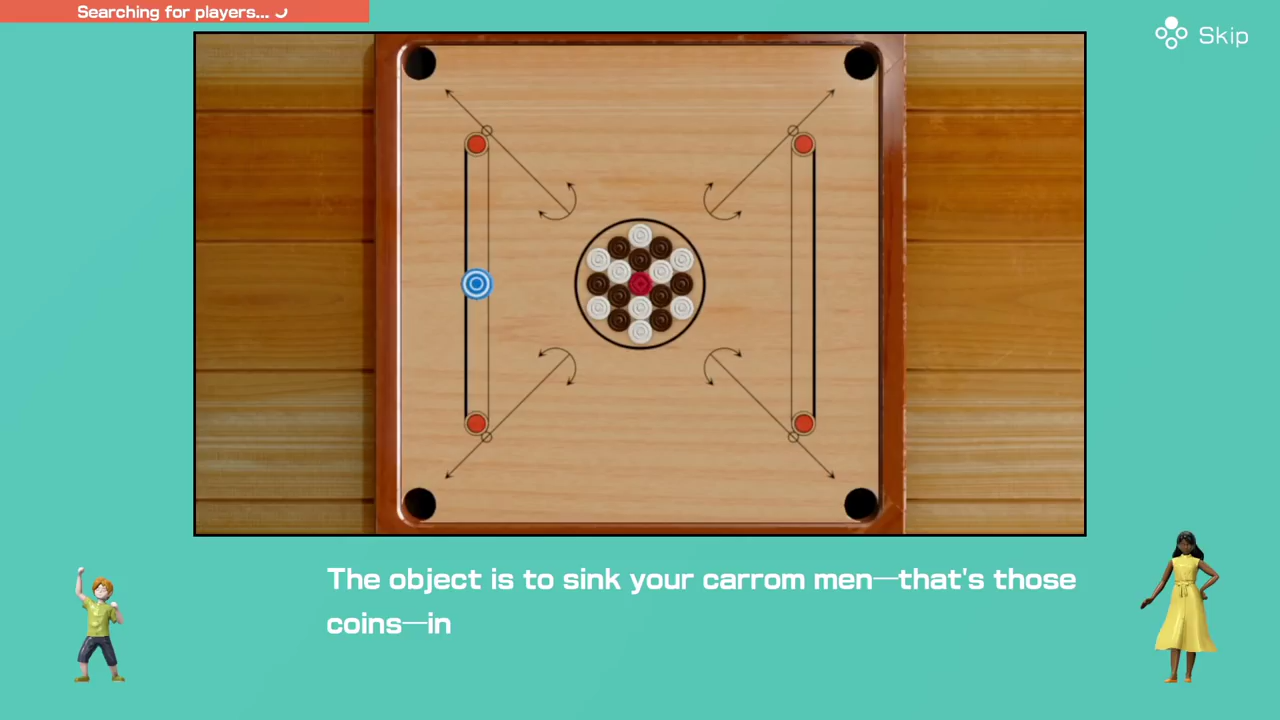 Searching for players...
Skip
The object is to sink your carrom men—that's those
coins—in